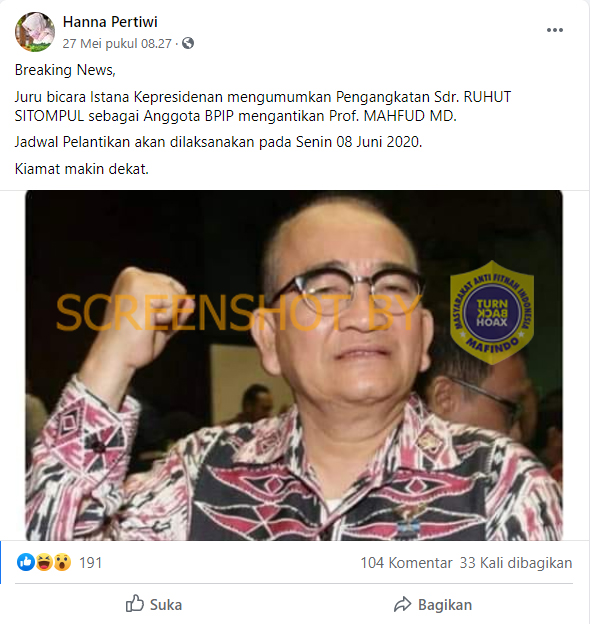 Hanna Pertiwi
27 Mei pukul 08.27 ·
Breaking News,
Juru bicara Istana Kepresidenan mengumumkan Pengangkatan Sdr. RUHUT
SITOMPUL sebagai Anggota BPIP mengantikan Prof. MAHFUD MD.
Jadwal Pelantikan akan dilaksanakan pada Senin 08 Juni 2020.
Kiamat makin dekat.
SCREENSHOT BY
MASYARAKAT ANTI FITNAH INDONESIA
TURN
BACK
HOAX
MAFINDO
191
104 Komentar 33 Kali dibagikan
Suka
Bagikan